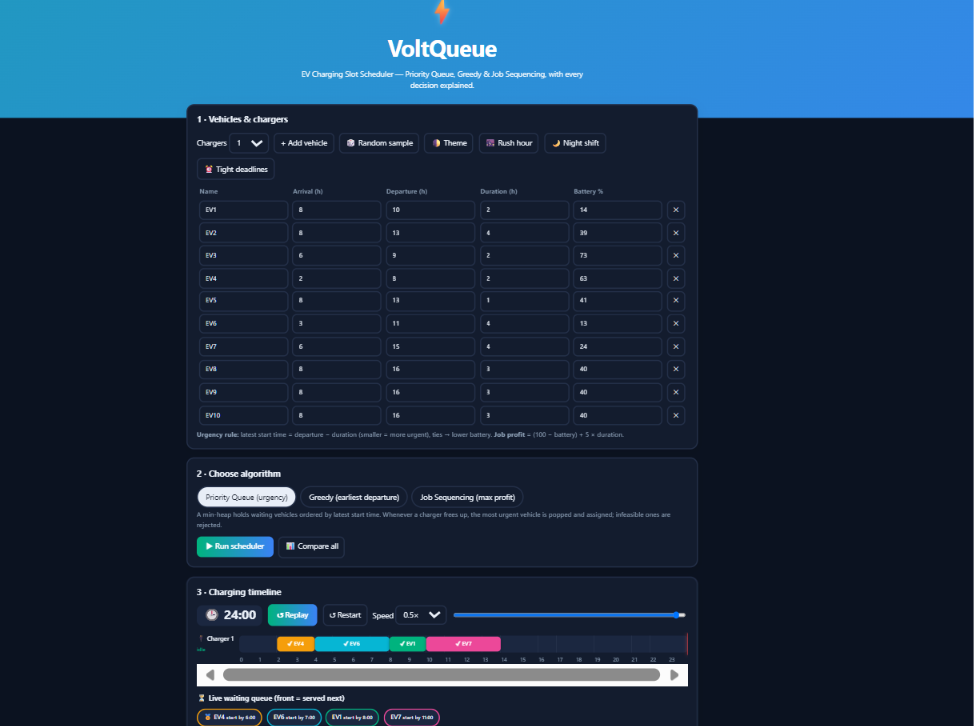 VoltQueue
EV Charging Slot Scheduler — Priority Queue, Greedy & Job Sequencing, with every
decision explained.
1 · Vehicles & chargers
Chargers 1 + Add vehicle Random sample Theme Rush hour Night shift
Tight deadlines
Name Arrival (h) Departure (h) Duration (h) Battery %
EV1 8 10 2 14 ✕
EV2 8 13 4 39 ✕
EV3 6 9 2 73 ✕
EV4 2 8 2 63 ✕
EV5 8 13 1 41 ✕
EV6 3 11 4 13 ✕
EV7 6 15 4 24 ✕
EV8 8 16 3 40 ✕
EV9 8 16 3 40 ✕
EV10 8 16 3 40 ✕
Urgency rule: latest start time = departure − duration (smaller = more urgent), ties → lower battery. Job profit = (100 − battery) + 5 × duration.
2 · Choose algorithm
Priority Queue (urgency) Greedy (earliest departure) Job Sequencing (max profit)
A min-heap holds waiting vehicles ordered by latest start time. Whenever a charger frees up, the most urgent vehicle is popped and assigned; infeasible ones are
rejected.
▶ Run scheduler Compare all
3 · Charging timeline
24:00 ↺ Replay ↺ Restart Speed 0.5×
Charger 1 ✓ EV4 ✓ EV6 ✓ EV1 ✓ EV7
idle
0 1 2 3 4 5 6 7 8 9 10 11 12 13 14 15 16 17 18 19 20 21 22 23
Live waiting queue (front = served next)
EV4 start by 6:00 EV6 start by 7:00 EV1 start by 8:00 EV7 start by 11:00